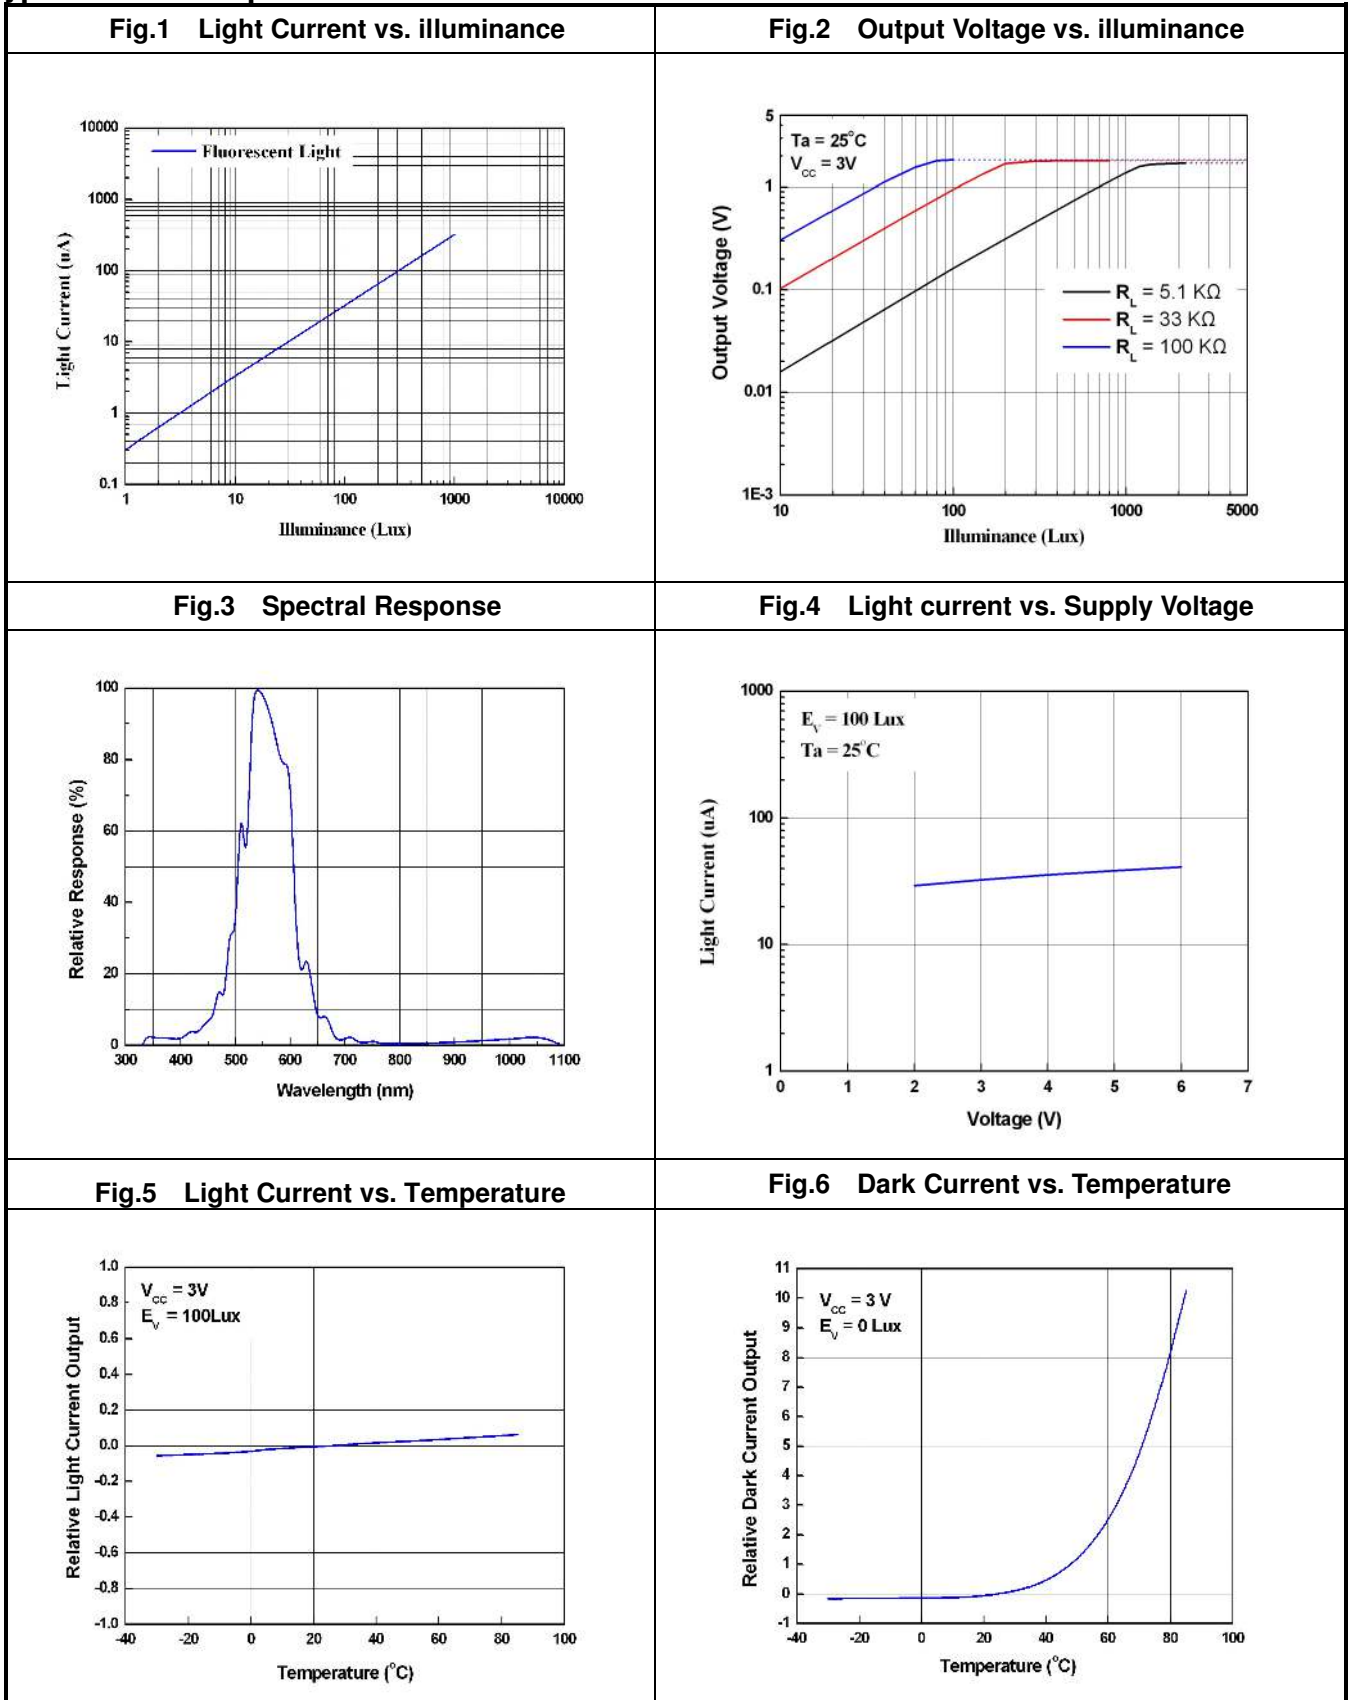 Fig.1 Light Current vs. illuminance
10000
1000
100
10
1
0.1
Fluorescent Light
Light Current (uA)
1 10 100 1000 10000
Illuminance (Lux)
Fig.2 Output Voltage vs. illuminance
5
1
0.1
0.01
1E-3
Ta = 25°C
Vcc = 3V
Output Voltage (V)
RL = 5.1 KΩ
RL = 33 KΩ
RL = 100 KΩ
10 100 1000 5000
Illuminance (Lux)
Fig.3 Spectral Response
100
80
60
40
20
0
Relative Response (%)
300 400 500 600 700 800 900 1000 1100
Wavelength (nm)
Fig.4 Light current vs. Supply Voltage
1000
100
10
1
EV = 100 Lux
Ta = 25°C
Light Current (uA)
0 1 2 3 4 5 6 7
Voltage (V)
Fig.5 Light Current vs. Temperature
1.0
0.8
0.6
0.4
0.2
0.0
-0.2
-0.4
-0.6
-0.8
-1.0
Vcc = 3V
EV = 100Lux
Relative Light Current Output
-40 -20 0 20 40 60 80 100
Temperature (°C)
Fig.6 Dark Current vs. Temperature
11
10
9
8
7
6
5
4
3
2
1
0
-1
Vcc = 3 V
EV = 0 Lux
Relative Dark Current Output
-40 -20 0 20 40 60 80 100
Temperature (°C)